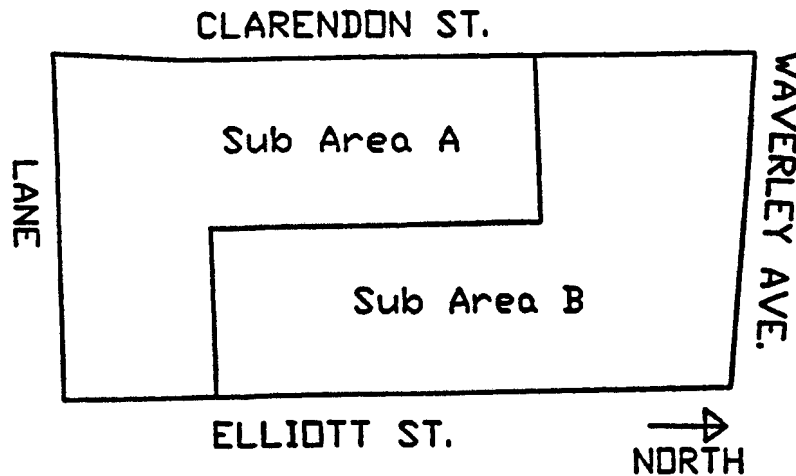 CLARENDON ST.
WAVERLEY AVE.
Sub Area A
LANE
Sub Area B
ELLIOTT ST.
NORTH